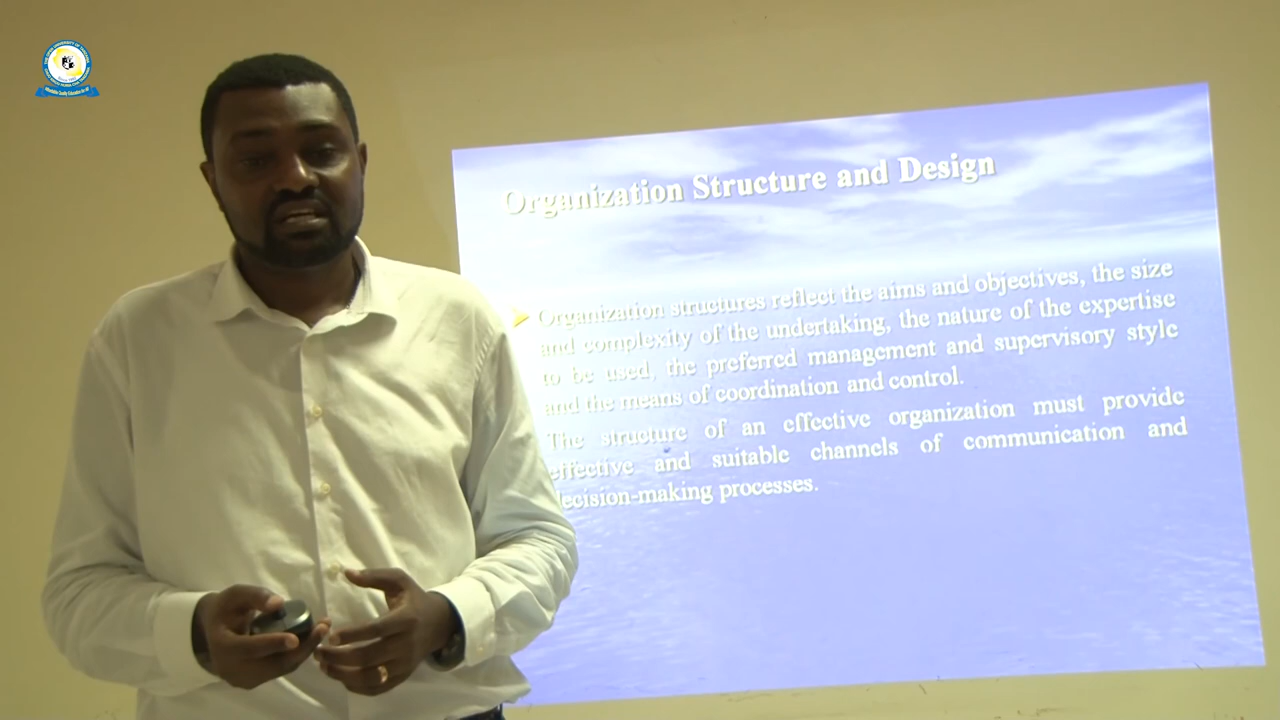 Organization Structure and Design
Organization structures reflect the aims and objectives, the size
and complexity of the undertaking, the nature of the expertise
to be used, the preferred management and supervisory style
and the means of coordination and control.
The structure of an effective organization must provide
effective and suitable channels of communication and
decision-making processes.